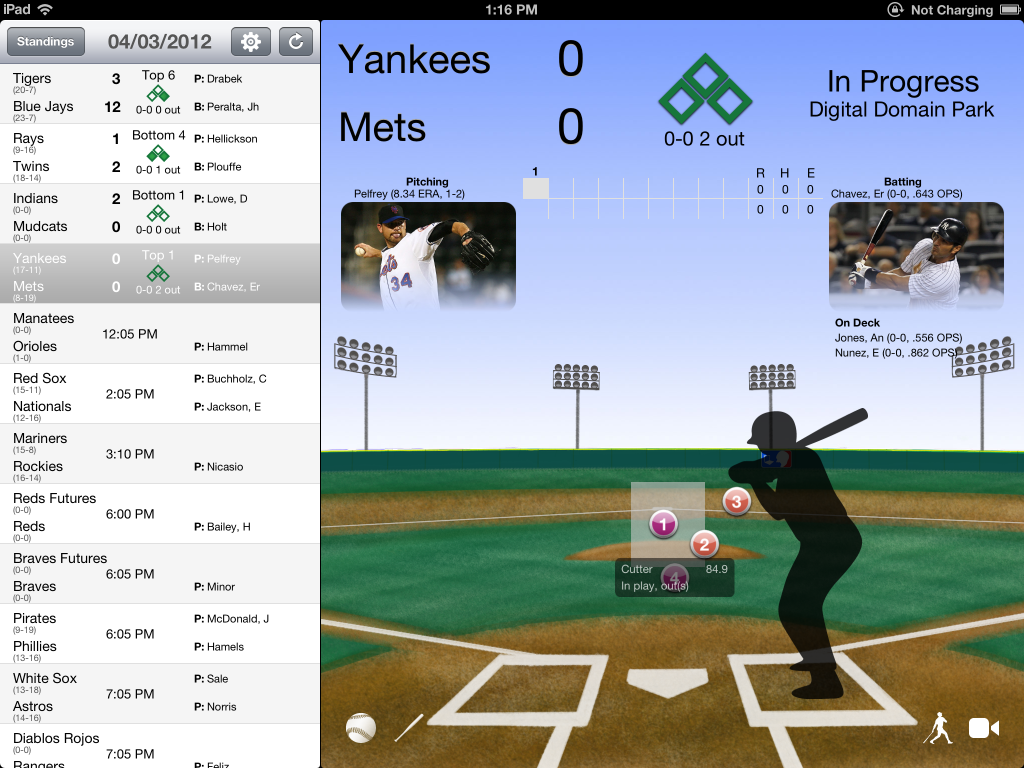 iPad 1:16 PM Not Charging
Standings 04/03/2012
Tigers 3 Top 6 P: Drabek
(20-7)
Blue Jays 12 0-0 0 out B: Peralta, Jh
(23-7)
Rays 1 Bottom 4 P: Hellickson
(9-16)
Twins 2 0-0 1 out B: Plouffe
(18-14)
Indians 2 Bottom 1 P: Lowe, D
(0-0)
Mudcats 0 0-0 0 out B: Holt
(0-0)
Yankees 0 Top 1 P: Pelfrey
(17-11)
Mets 0 0-0 2 out B: Chavez, Er
(8-19)
Manatees
(0-0)
12:05 PM
Orioles P: Hammel
(1-0)
Red Sox P: Buchholz, C
(15-11)
2:05 PM
Nationals P: Jackson, E
(12-16)
Mariners
(15-8)
3:10 PM
Rockies P: Nicasio
(16-14)
Reds Futures
(0-0)
6:00 PM
Reds P: Bailey, H
(0-0)
Braves Futures
(0-0)
6:05 PM
Braves P: Minor
(0-0)
Pirates P: McDonald, J
(9-19)
6:05 PM
Phillies P: Hamels
(13-16)
White Sox P: Sale
(13-18)
7:05 PM
Astros P: Norris
(14-16)
Diablos Rojos
(0-0)
7:05 PM
Rangers P: Feliz
Yankees 0
Mets 0
0-0 2 out
In Progress
Digital Domain Park
1 R H E
0 0 0
0 0 0
Pitching
Pelfrey (8.34 ERA, 1-2)
34
Batting
Chavez, Er (0-0, .643 OPS)
On Deck
Jones, An (0-0, .556 OPS)
Nunez, E (0-0, .862 OPS)
3
1
2
4
Cutter 84.9
In play, out(s)